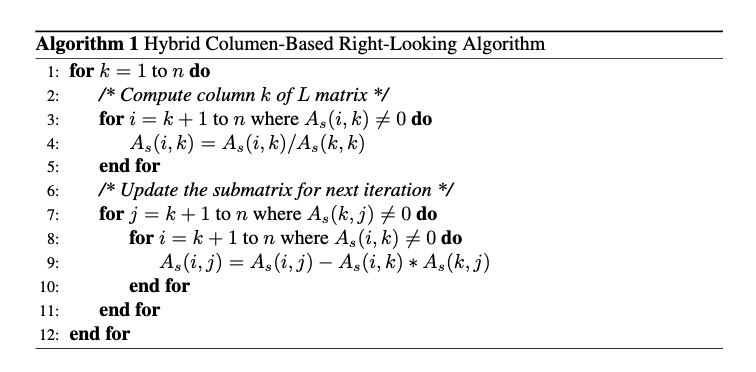 Algorithm 1 Hybrid Columen-Based Right-Looking Algorithm
1: for k = 1 to n do
2: /* Compute column k of L matrix */
3: for i = k + 1 to n where A_s(i, k) ≠ 0 do
4: A_s(i, k) = A_s(i, k)/A_s(k, k)
5: end for
6: /* Update the submatrix for next iteration */
7: for j = k + 1 to n where A_s(k, j) ≠ 0 do
8: for i = k + 1 to n where A_s(i, k) ≠ 0 do
9: A_s(i, j) = A_s(i, j) − A_s(i, k) ∗ A_s(k, j)
10: end for
11: end for
12: end for